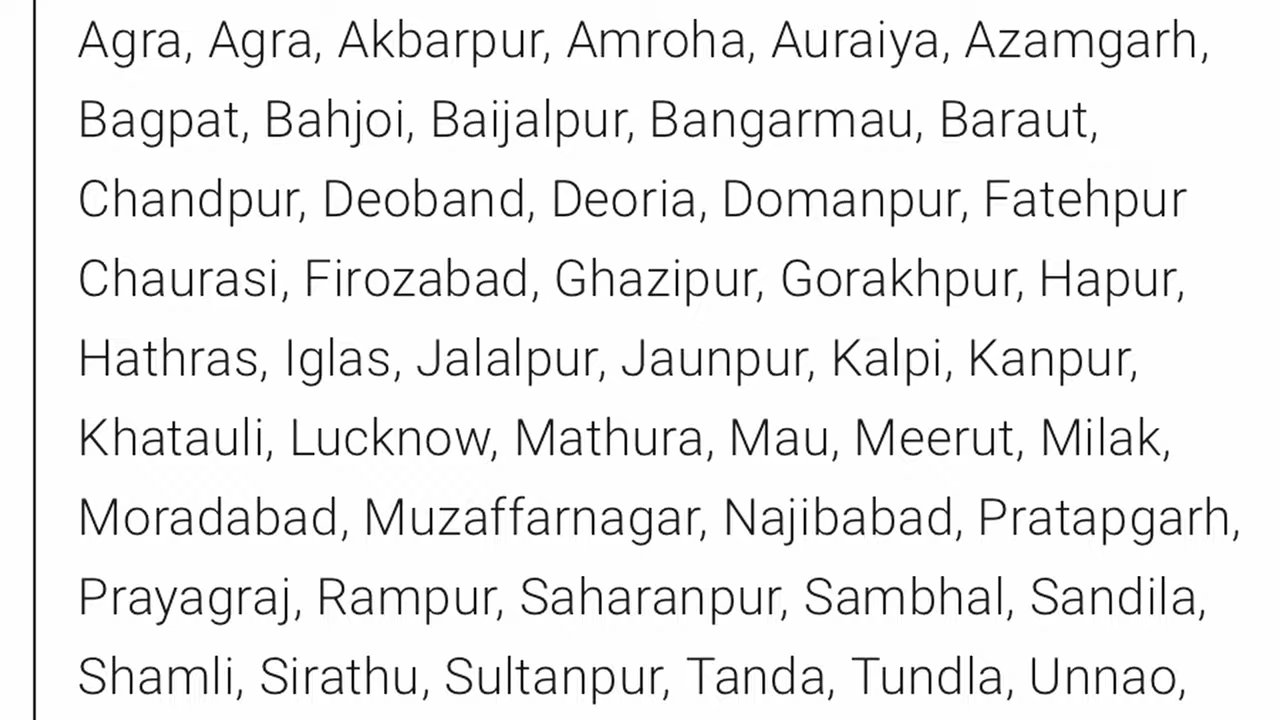 Agra, Agra, Akbarpur, Amroha, Auraiya, Azamgarh,
Bagpat, Bahjoi, Baijalpur, Bangarmau, Baraut,
Chandpur, Deoband, Deoria, Domanpur, Fatehpur
Chaurasi, Firozabad, Ghazipur, Gorakhpur, Hapur,
Hathras, Iglas, Jalalpur, Jaunpur, Kalpi, Kanpur,
Khatauli, Lucknow, Mathura, Mau, Meerut, Milak,
Moradabad, Muzaffarnagar, Najibabad, Pratapgarh,
Prayagraj, Rampur, Saharanpur, Sambhal, Sandila,
Shamli, Sirathu, Sultanpur, Tanda, Tundla, Unnao,